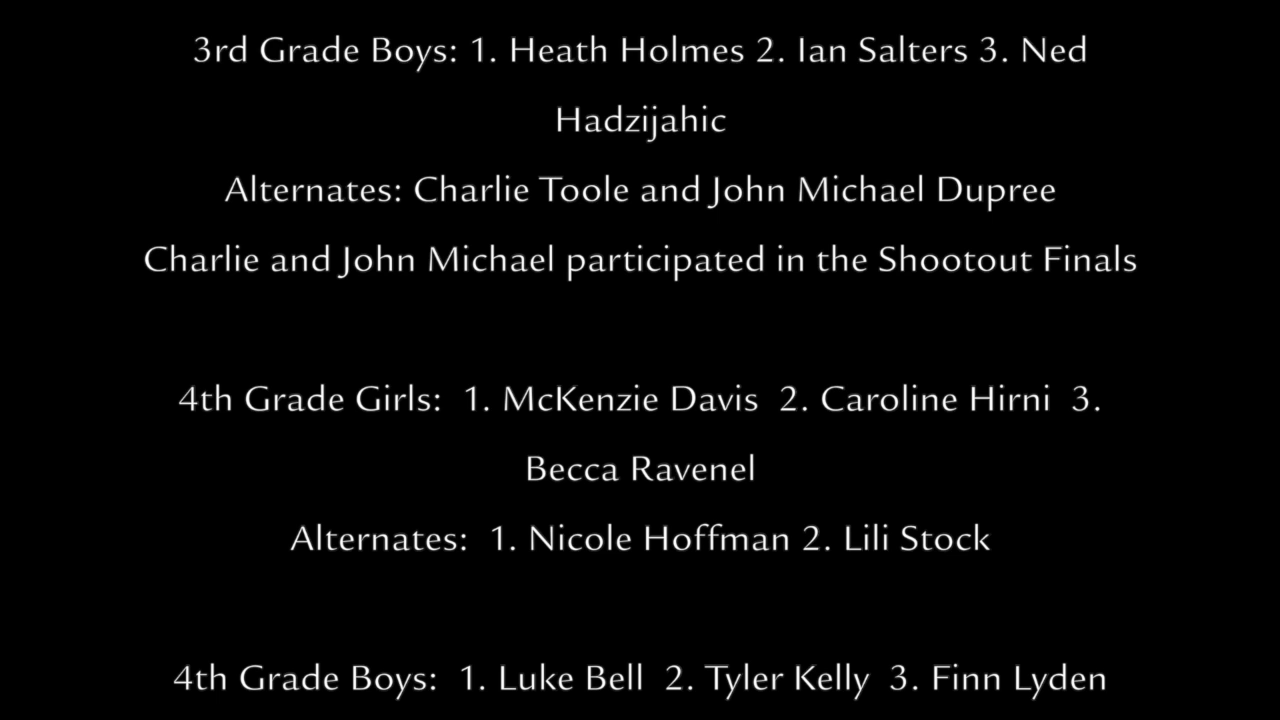 3rd Grade Boys: 1. Heath Holmes 2. Ian Salters 3. Ned
Hadzijahic
Alternates: Charlie Toole and John Michael Dupree
Charlie and John Michael participated in the Shootout Finals
4th Grade Girls:  1. McKenzie Davis  2. Caroline Hirni  3.
Becca Ravenel
Alternates:  1. Nicole Hoffman 2. Lili Stock
4th Grade Boys:  1. Luke Bell  2. Tyler Kelly  3. Finn Lyden